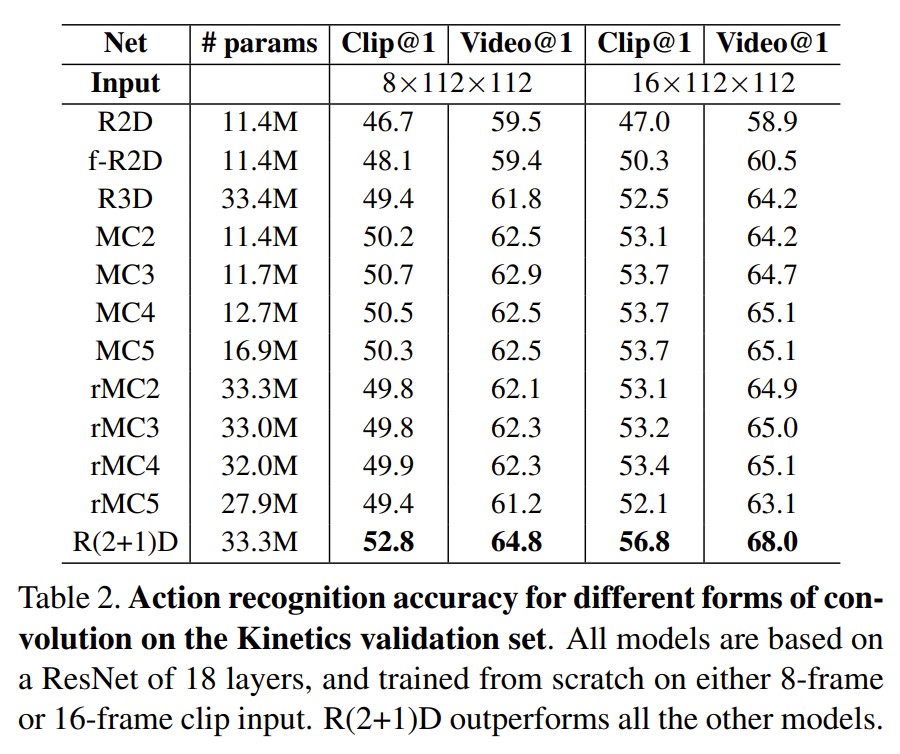 Net # params Clip@1 Video@1 Clip@1 Video@1
Input 8×112×112 16×112×112
R2D 11.4M 46.7 59.5 47.0 58.9
f-R2D 11.4M 48.1 59.4 50.3 60.5
R3D 33.4M 49.4 61.8 52.5 64.2
MC2 11.4M 50.2 62.5 53.1 64.2
MC3 11.7M 50.7 62.9 53.7 64.7
MC4 12.7M 50.5 62.5 53.7 65.1
MC5 16.9M 50.3 62.5 53.7 65.1
rMC2 33.3M 49.8 62.1 53.1 64.9
rMC3 33.0M 49.8 62.3 53.2 65.0
rMC4 32.0M 49.9 62.3 53.4 65.1
rMC5 27.9M 49.4 61.2 52.1 63.1
R(2+1)D 33.3M 52.8 64.8 56.8 68.0
Table 2. Action recognition accuracy for different forms of con-
volution on the Kinetics validation set. All models are based on
a ResNet of 18 layers, and trained from scratch on either 8-frame
or 16-frame clip input. R(2+1)D outperforms all the other models.